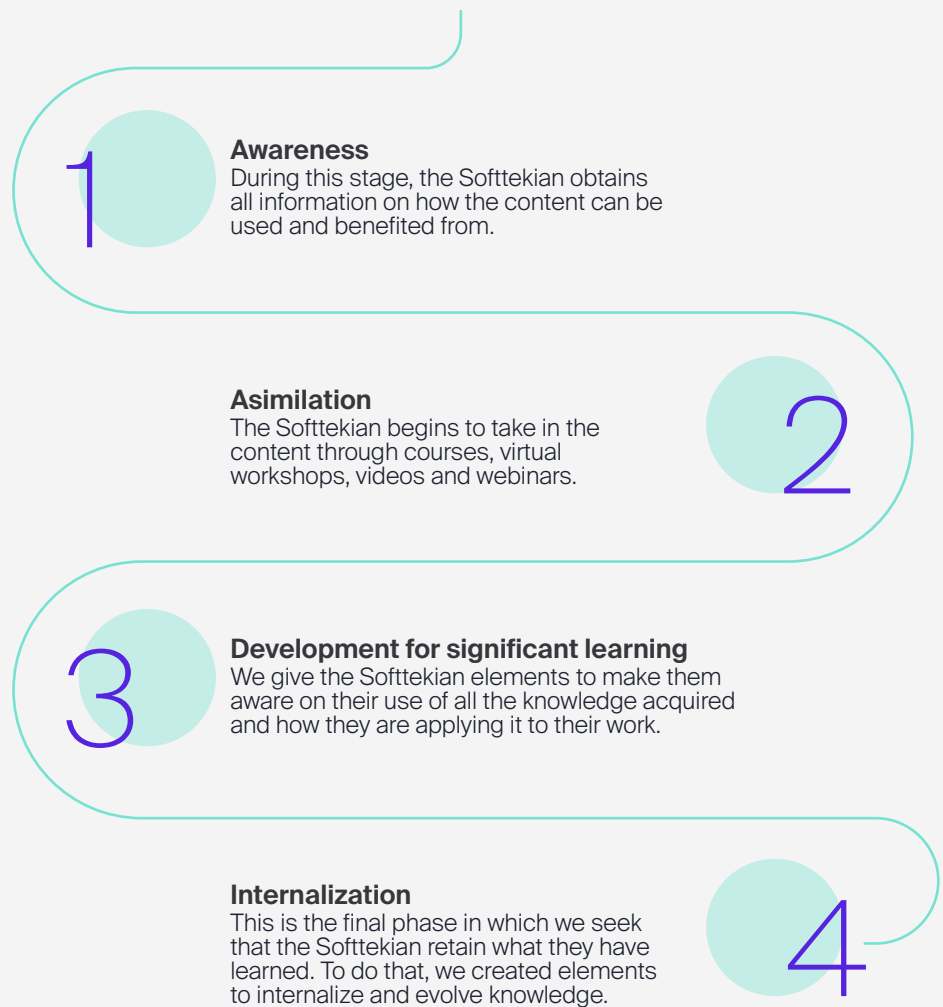 1
Awareness
During this stage, the Softtekian obtains
all information on how the content can be
used and benefited from.
Asimilation
The Softtekian begins to take in the
content through courses, virtual
workshops, videos and webinars.
2
3
Development for significant learning
We give the Softtekian elements to make them
aware on their use of all the knowledge acquired
and how they are applying it to their work.
Internalization
This is the final phase in which we seek
that the Softtekian retain what they have
learned. To do that, we created elements
to internalize and evolve knowledge.
4